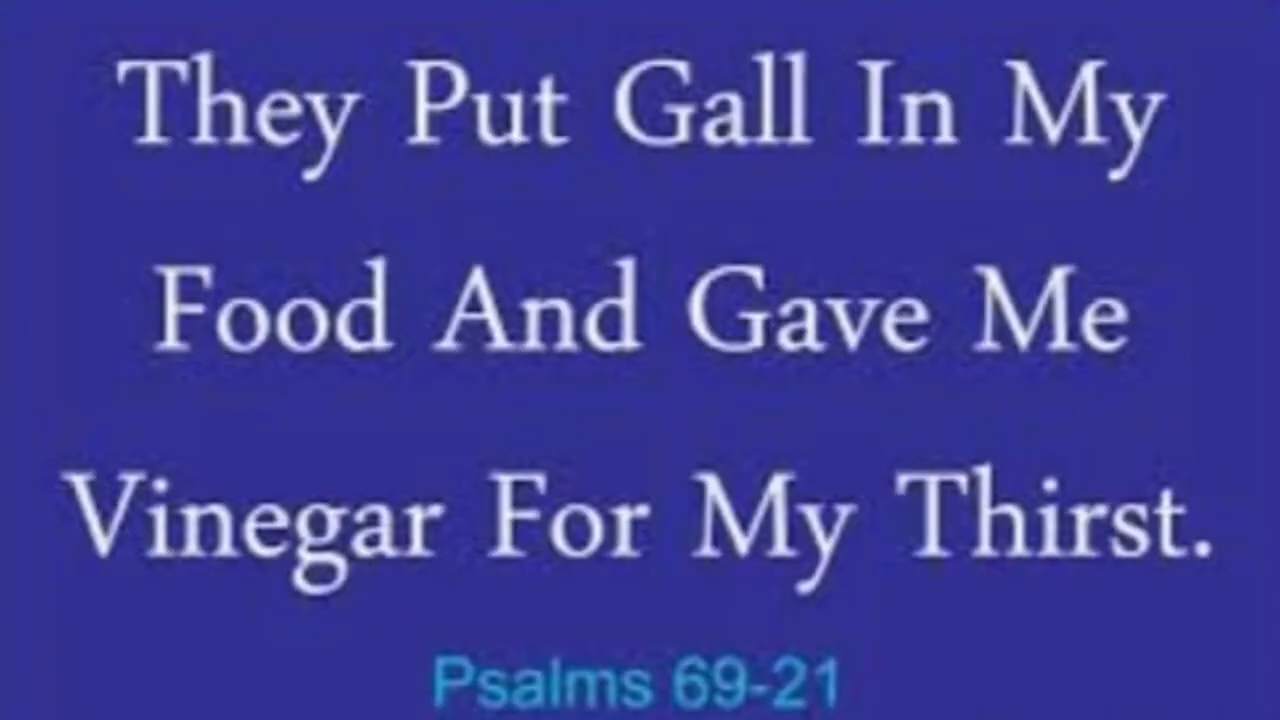 They Put Gall In My
Food And Gave Me
Vinegar For My Thirst.
Psalms 69-21